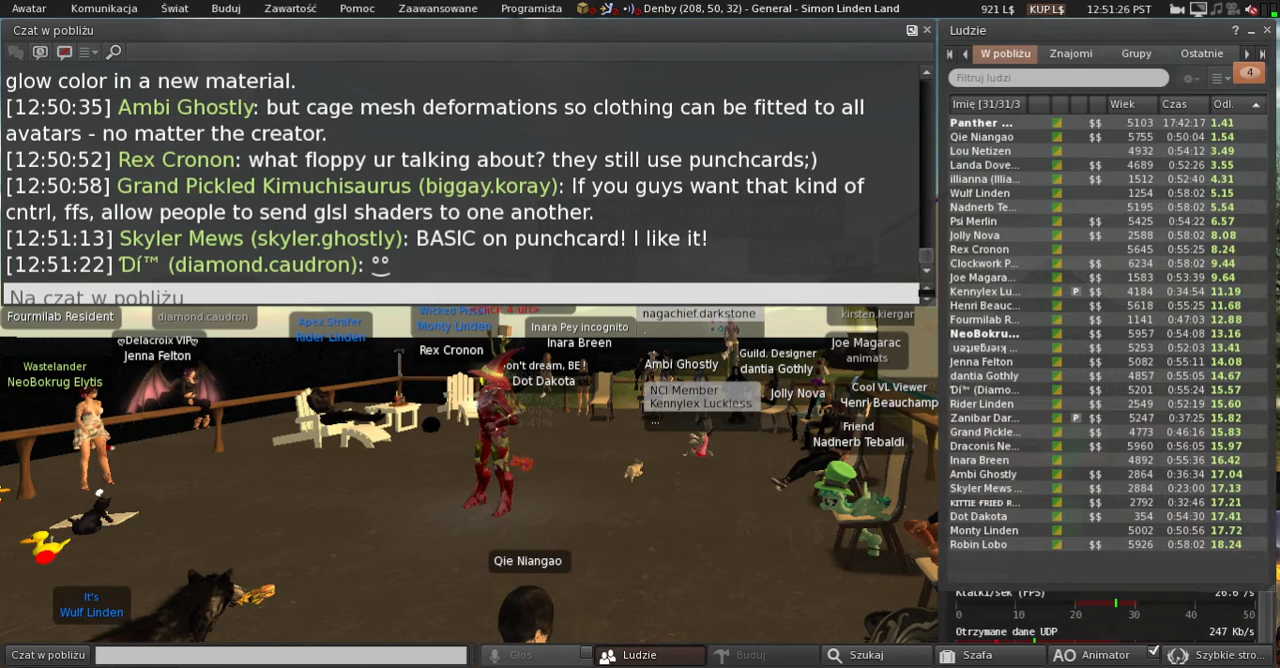 Awatar Komunikacja Świat Buduj Zawartość Pomoc Zaawansowane Programista Denby (208, 50, 32) - General - Simon Linden Land 921 L$ KUP L$ 12:51:26 PST
Czat w pobliżu
glow color in a new material.
[12:50:35] Ambi Ghostly: but cage mesh deformations so clothing can be fitted to all
avatars - no matter the creator.
[12:50:52] Rex Cronon: what floppy ur talking about? they still use punchcards;)
[12:50:58] Grand Pickled Kimuchisaurus (biggay.koray): If you guys want that kind of
cntrl, ffs, allow people to send glsl shaders to one another.
[12:51:13] Skyler Mews (skyler.ghostly): BASIC on punchcard! I like it!
[12:51:22] Ɗí™ (diamond.caudron):
Na czat w pobliżu
Fourmilab Resident
diamond.caudron
Apex Strafer
Rider Linden
Monty Linden
nagachief.darkstone
kirsten.kiergar
Inara Pey incognito
Inara Breen
ღDelacroix VIPღ
Jenna Felton
Rex Cronon
Joe Magarac
animats
Wastelander
NeoBokrug Elytis
on't dream, BE!
Dot Dakota
Ambi Ghostly
Guild. Designer
dantia Gothly
NCI Member
Kennylex Luckless
...
Jolly Nova
Cool VL Viewer
Henri Beauchamp
Friend
Nadnerb Tebaldi
Qie Niangao
It's
Wulf Linden
Ludzie
W pobliżu Znajomi Grupy Ostatnie
Filtruj ludzi
4
Imię [31/31/3 Wiek Czas Odl.
Panther ... $$ 5103 17:42:17 1.41
Qie Niangao $$ 5755 0:50:04 1.54
Lou Netizen 4932 0:54:12 3.49
Landa Dove... $$ 4689 0:52:26 3.55
illianna (Illia... $$ 1512 0:52:40 4.31
Wulf Linden 1254 0:58:02 5.15
Nadnerb Te... 5195 0:58:02 5.54
Psi Merlin $$ 5425 0:54:22 6.57
Jolly Nova $$ 2588 0:58:02 8.08
Rex Cronon 5645 0:55:25 8.24
Clockwork P... $$ 6234 0:58:02 9.44
Joe Magara... $$ 1583 0:53:39 9.64
Kennylex Lu... P $$ 4184 0:34:54 11.19
Henri Beauc... $$ 5618 0:55:25 11.68
Fourmilab R... $$ 1141 0:47:03 12.88
NeoBokru... $$ 5957 0:54:08 13.16
$$ 5253 0:52:03 13.41
Jenna Felton $$ 5082 0:55:11 14.08
dantia Gothly $$ 4857 0:55:05 14.67
Ɗí™ (Diamo... $$ 5201 0:55:24 15.57
Rider Linden $$ 2549 0:52:19 15.60
Zanibar Dar... P $$ 5247 0:37:25 15.82
Grand Pickle... $$ 4773 0:46:16 15.83
Draconis Ne... $$ 5960 0:56:05 15.97
Inara Breen 4892 0:55:36 16.42
Ambi Ghostly $$ 2864 0:36:34 17.04
Skyler Mews ... $$ 2884 0:23:00 17.13
ᴋɪᴛᴛɪᴇ ғʀɪᴇᴅ ʀ... $$ 2792 0:32:46 17.21
Dot Dakota $$ 354 0:54:30 17.41
Monty Linden 5002 0:50:56 17.72
Robin Lobo $$ 5926 0:58:02 18.24
Klatki/sek (FPS) 26.6 /s
0 10 20 30 40 50
Otrzymane dane UDP 247 Kb/s
Czat w pobliżu Głos Ludzie Buduj Szukaj Szafa AO Animator Szybkie stro...